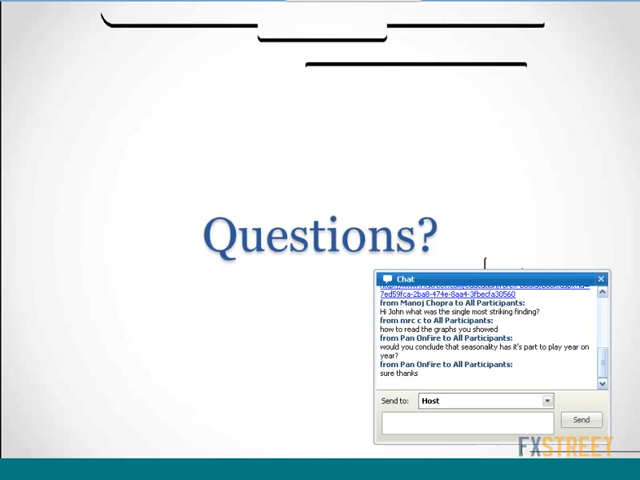 Questions?
Chat
7ed59fca-2ba8-474e-8aa4-3fbecfa30560
from Manoj Chopra to All Participants:
Hi John what was the single most striking finding?
from mrc c to All Participants:
how to read the graphs you showed
from Pan OnFire to All Participants:
would you conclude that seasonality has it's part to play year on
year?
from Pan OnFire to All Participants:
sure thanks
Send to: Host
Send
FXSTREET